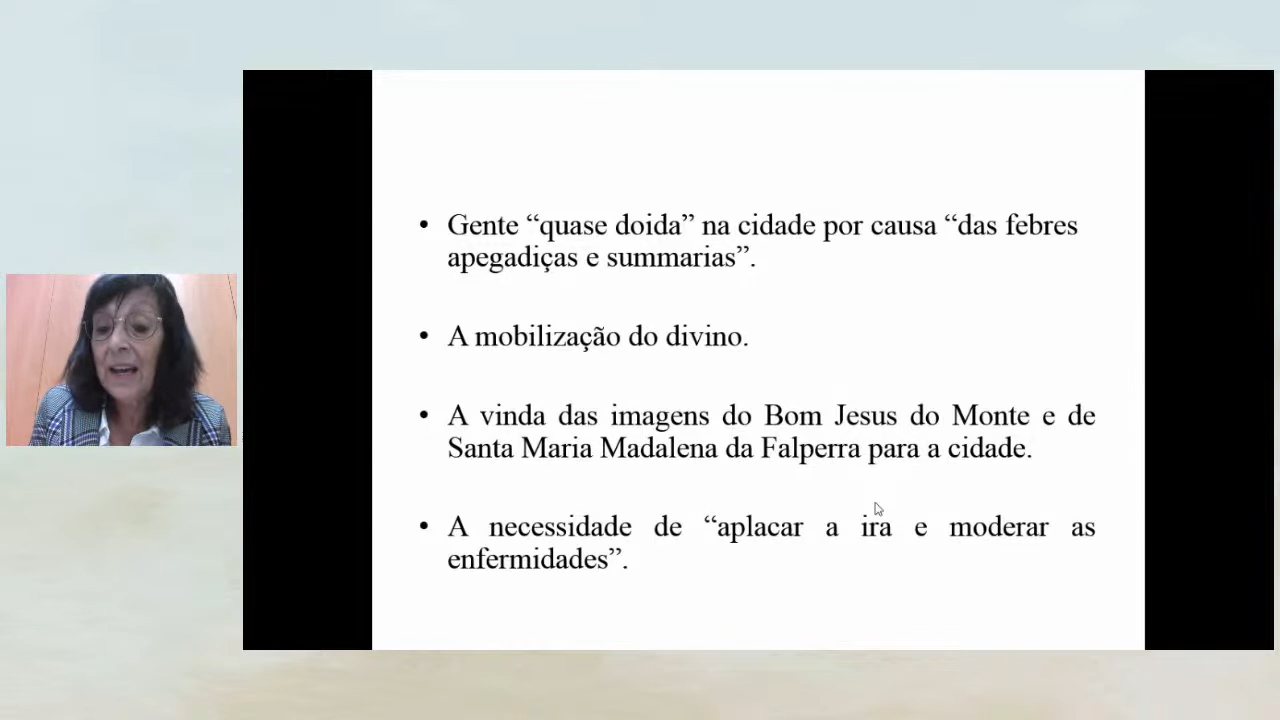 • Gente “quase doida” na cidade por causa “das febres
apegadiças e summarias”.
• A mobilização do divino.
• A vinda das imagens do Bom Jesus do Monte e de
Santa Maria Madalena da Falperra para a cidade.
• A necessidade de “aplacar a ira e moderar as
enfermidades”.